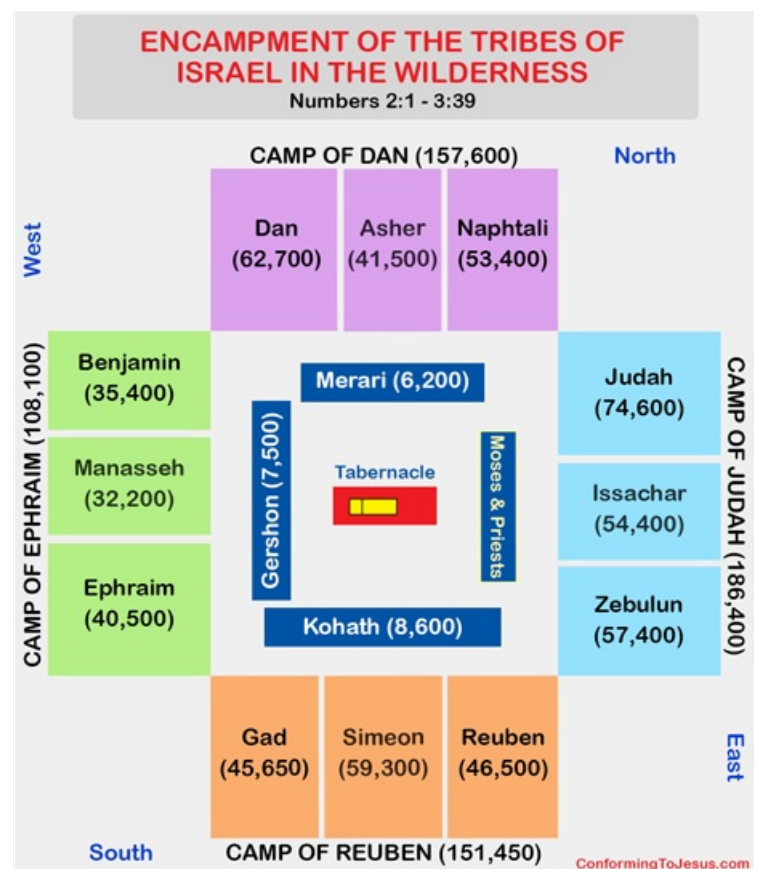 ENCAMPMENT OF THE TRIBES OF
ISRAEL IN THE WILDERNESS
Numbers 2:1 - 3:39
CAMP OF DAN (157,600)
North
West
Dan
(62,700)
Asher
(41,500)
Naphtali
(53,400)
CAMP OF EPHRAIM (108,100)
Benjamin
(35,400)
Manasseh
(32,200)
Ephraim
(40,500)
Merari (6,200)
Gershon (7,500)
Tabernacle
Moses & Priests
Kohath (8,600)
Judah
(74,600)
Issachar
(54,400)
Zebulun
(57,400)
CAMP OF JUDAH (186,400)
Gad
(45,650)
Simeon
(59,300)
Reuben
(46,500)
East
South
CAMP OF REUBEN (151,450)
ConformingToJesus.com